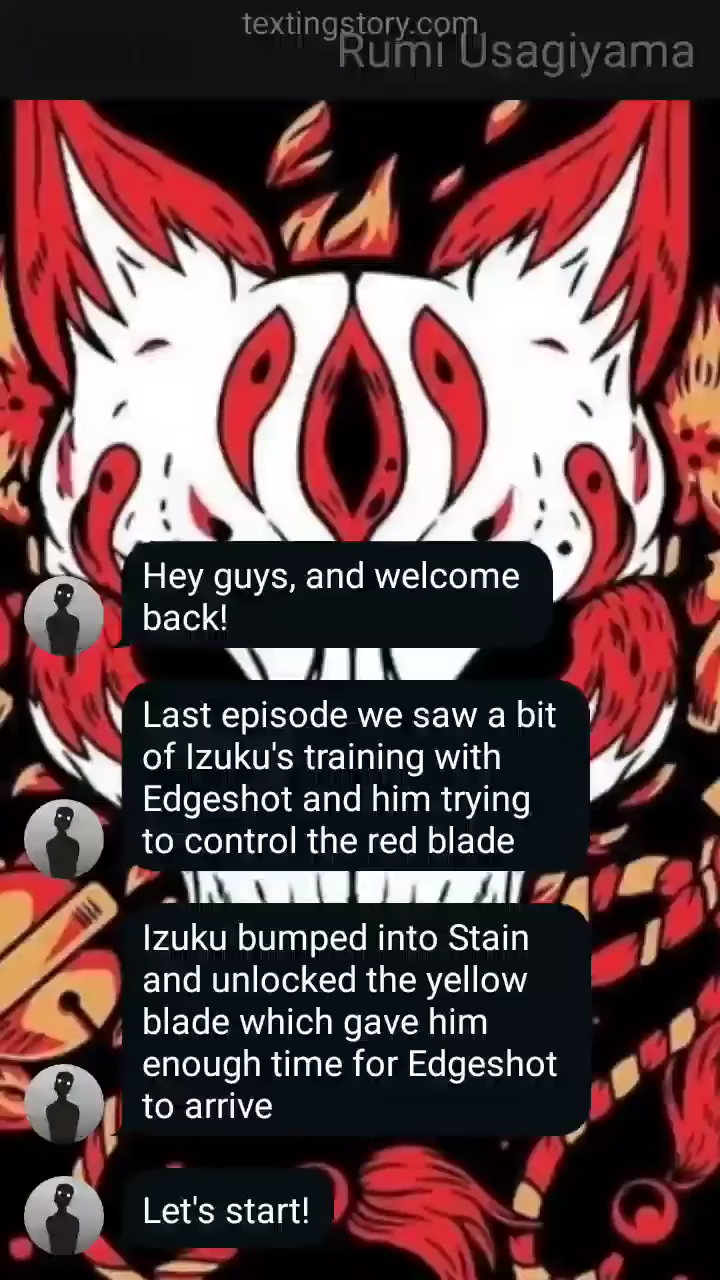 textingstory.com
Rumi Usagiyama
Hey guys, and welcome
back!
Last episode we saw a bit
of Izuku's training with
Edgeshot and him trying
to control the red blade
Izuku bumped into Stain
and unlocked the yellow
blade which gave him
enough time for Edgeshot
to arrive
Let's start!